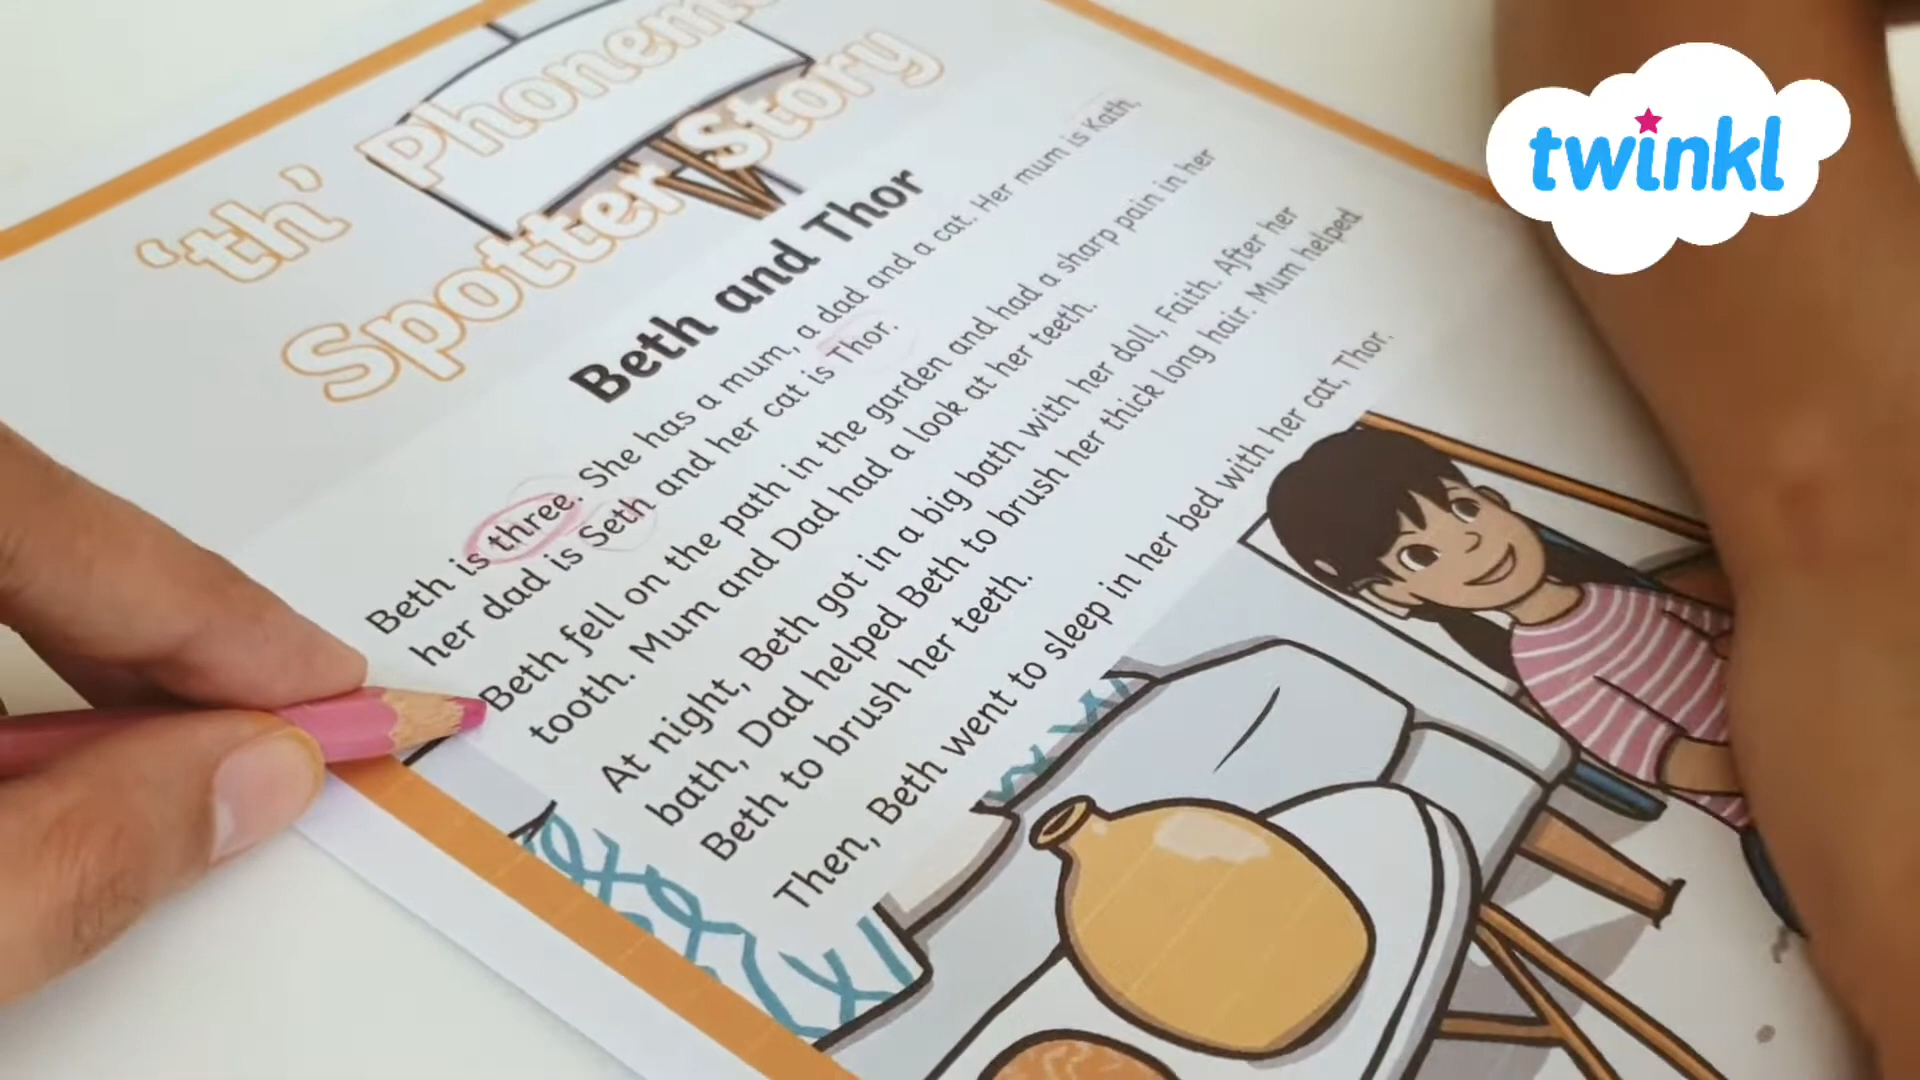 twinkl
'th' Phonem
Spotter Story
Beth and Thor
Beth is three. She has a mum, a dad and a cat. Her mum is Kath,
her dad is Seth and her cat is Thor.
Beth fell on the path in the garden and had a sharp pain in her
tooth. Mum and Dad had a look at her teeth.
At night, Beth got in a big bath with her doll, Faith. After her
bath, Dad helped Beth to brush her thick long hair. Mum helped
Beth to brush her teeth.
Then, Beth went to sleep in her bed with her cat, Thor.